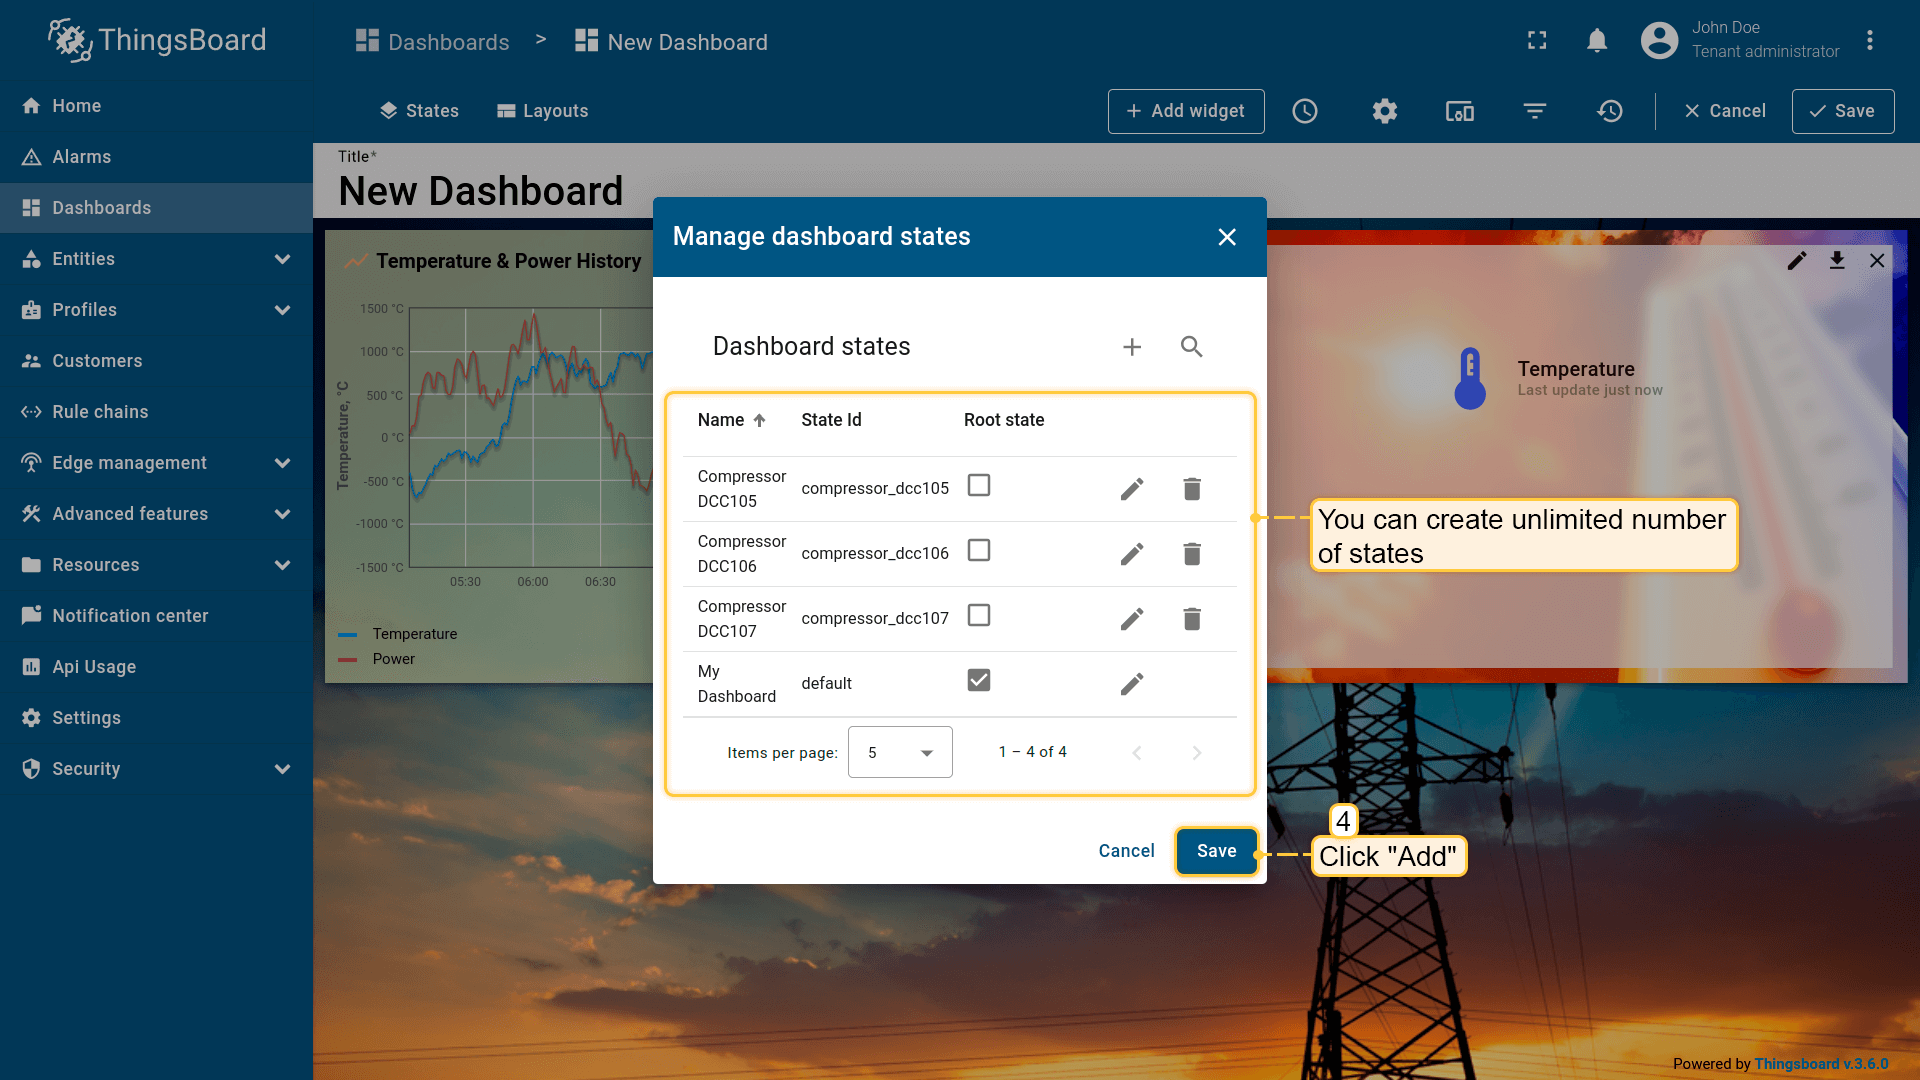 ThingsBoard
Dashboards > New Dashboard
John Doe
Tenant administrator
Home
Alarms
Dashboards
Entities
Profiles
Customers
Rule chains
Edge management
Advanced features
Resources
Notification center
Api Usage
Settings
Security
States
Layouts
+ Add widget
Cancel
Save
Title*
New Dashboard
Temperature & Power History
Temperature, °C
1500 °C
1000 °C
500 °C
0 °C
-500 °C
-1000 °C
-1500 °C
05:30 06:00 06:30
Temperature
Power
Manage dashboard states
Dashboard states
Name State Id Root state
Compressor
DCC105
compressor_dcc105
Compressor
DCC106
compressor_dcc106
Compressor
DCC107
compressor_dcc107
My
Dashboard
default
Items per page: 5 1 – 4 of 4
Cancel
Save
Temperature
Last update just now
You can create unlimited number
of states
4
Click "Add"
Powered by Thingsboard v.3.6.0